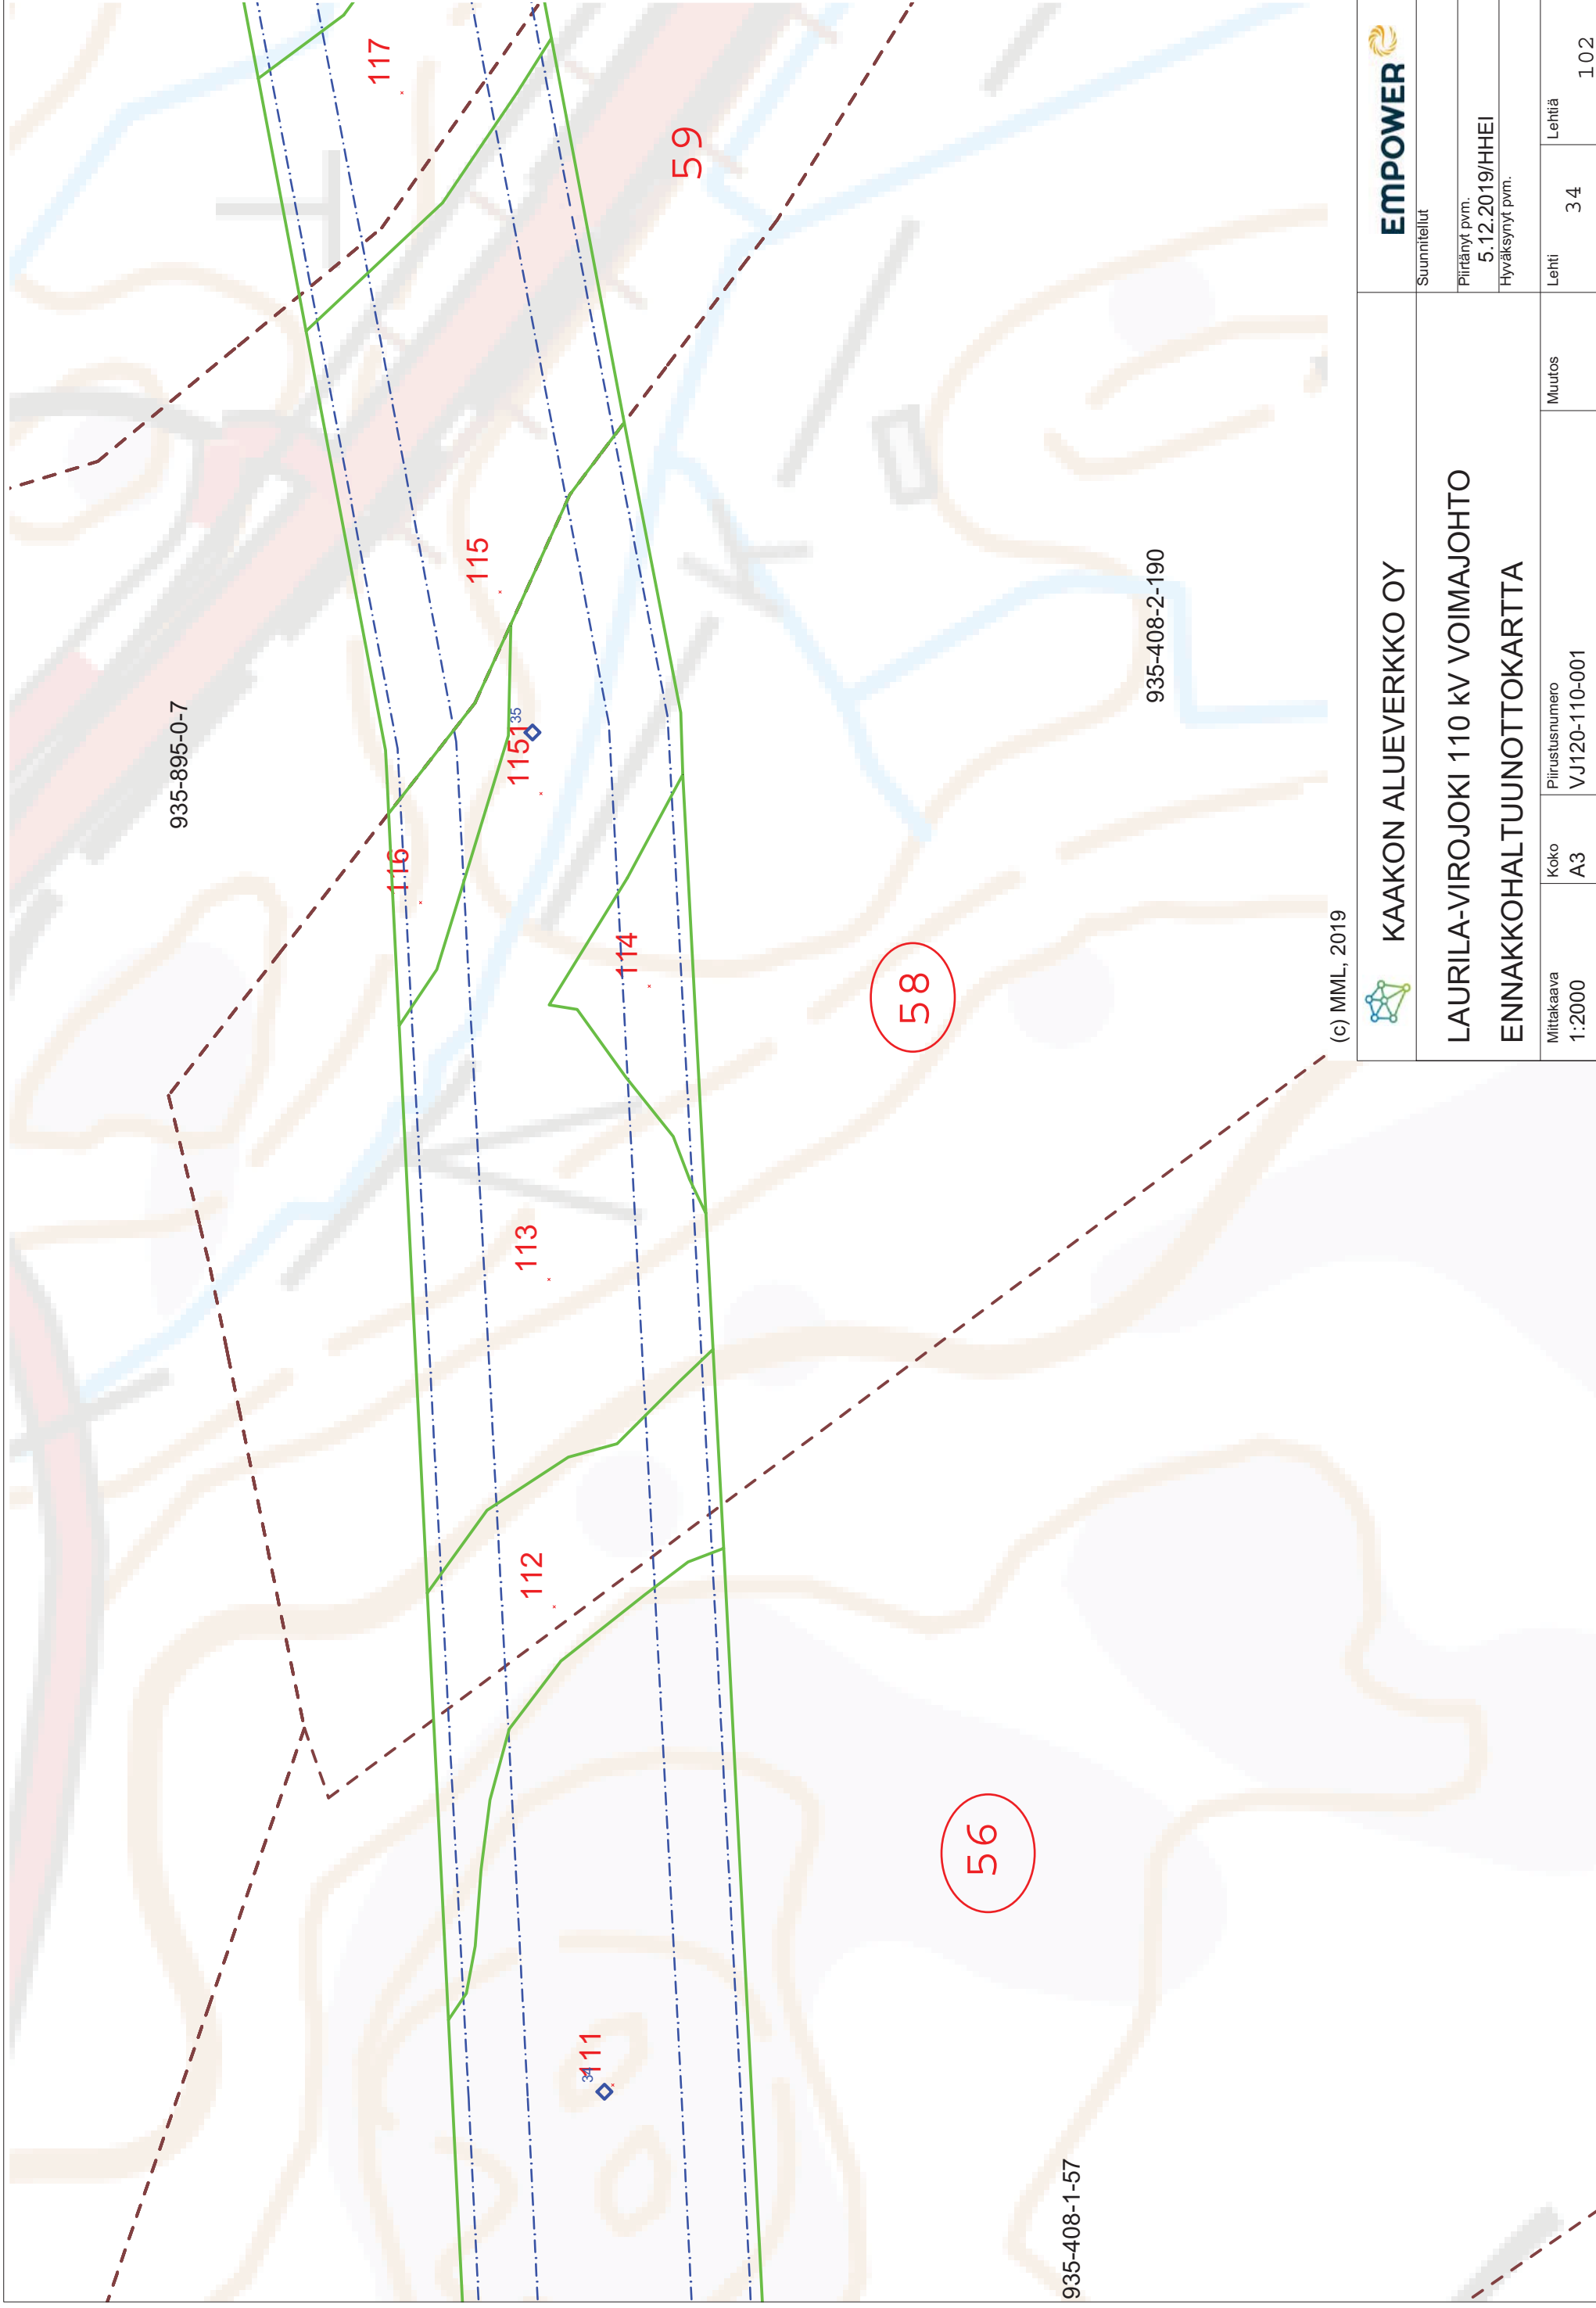 117
59
115
35
1151
116
114
113
112
111
34
58
56
935-895-0-7
935-408-2-190
935-408-1-57
(c) MML, 2019
KAAKON ALUEVERKKO OY
EMPOWER
LAURILA-VIROJOKI 110 kV VOIMAJOHTO
ENNAKKOHALTUUNOTTOKARTTA
Suunnitellut
Piirtänyt pvm.
5.12.2019/HHEI
Hyväksynyt pvm.
Mittakaava Koko Piirustusnumero Muutos Lehti Lehtiä
1:2000 A3 VJ120-110-001 34 102